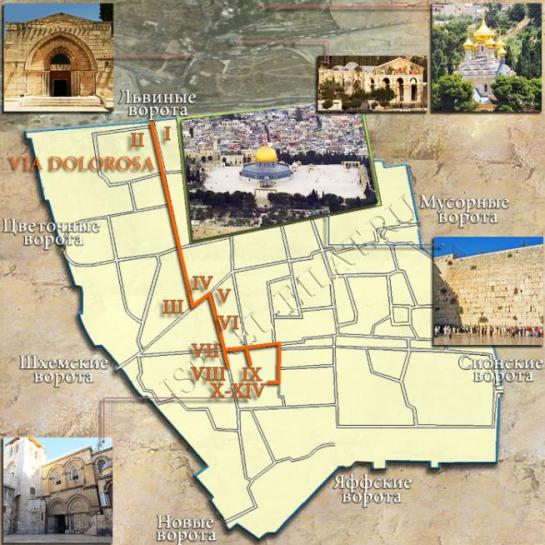 Львиные
ворота
II
I
VIA DOLOROSA
Мусорные
ворота
Цветочные
ворота
IV
V
III
VI
VII
Шхемские
ворота
VIII
IX
X-XIV
Сионские
ворота
Яффские
ворота
Новые
ворота